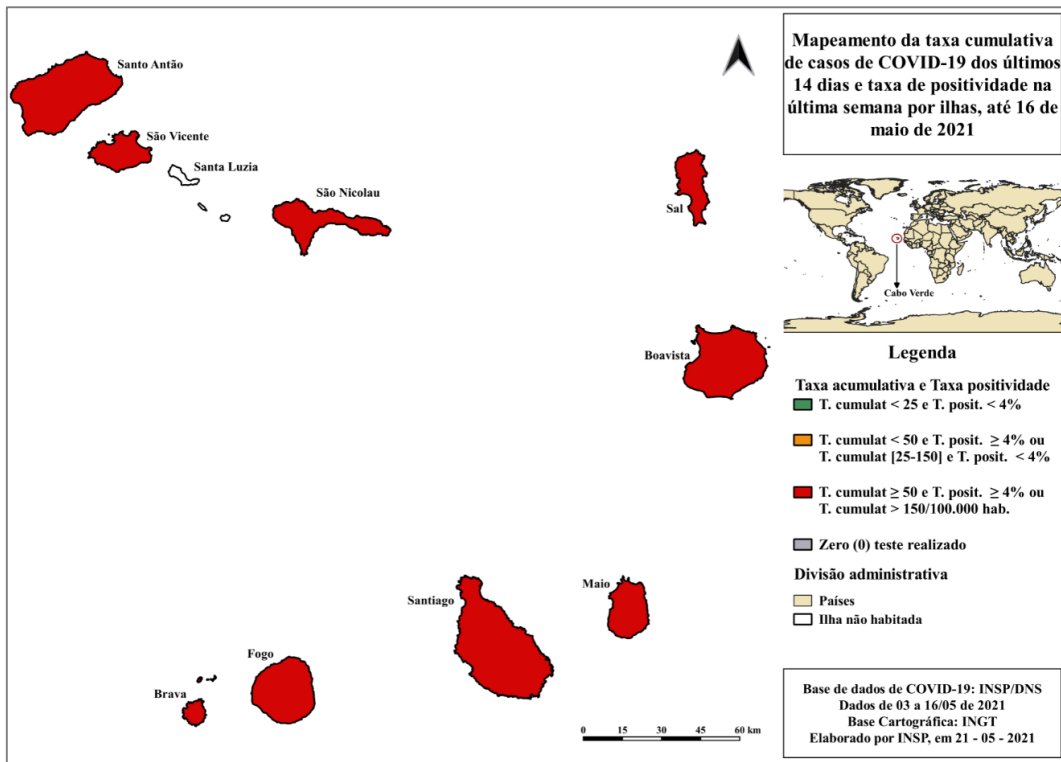 Mapeamento da taxa cumulativa
de casos de COVID-19 dos últimos
14 dias e taxa de positividade na
última semana por ilhas, até 16 de
maio de 2021
Santo Antão
São Vicente
Santa Luzia
São Nicolau
Sal
Boavista
Maio
Santiago
Fogo
Brava
0 15 30 45 60 km
Cabo Verde
Legenda
Taxa acumulativa e Taxa positividade
T. cumulat < 25 e T. posit. < 4%
T. cumulat < 50 e T. posit. ≥ 4% ou
T. cumulat [25-150] e T. posit. < 4%
T. cumulat ≥ 50 e T. posit. ≥ 4% ou
T. cumulat > 150/100.000 hab.
Zero (0) teste realizado
Divisão administrativa
Países
Ilha não habitada
Base de dados de COVID-19: INSP/DNS
Dados de 03 a 16/05 de 2021
Base Cartográfica: INGT
Elaborado por INSP, em 21 - 05 - 2021